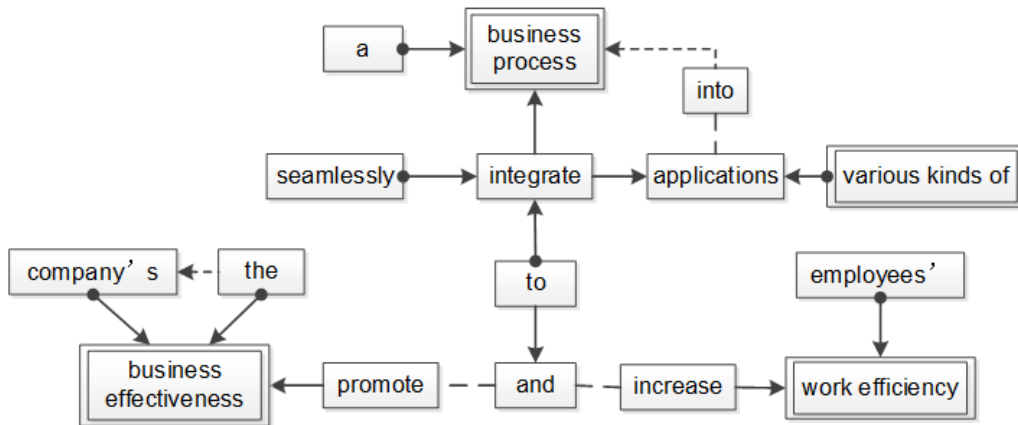 a
business
process
into
seamlessly
integrate
applications
various kinds of
company’s
the
to
employees’
business
effectiveness
promote
and
increase
work efficiency